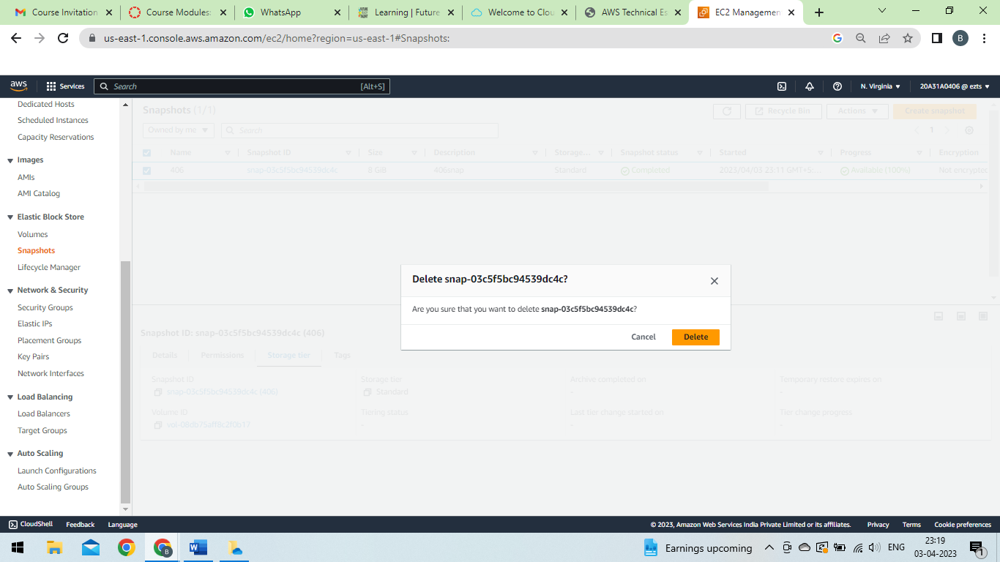 Course Invitation
Course Modules:
WhatsApp
Learning | Future
Welcome to Clou
AWS Technical Es
EC2 Managemen
us-east-1.console.aws.amazon.com/ec2/home?region=us-east-1#Snapshots:
B
aws
Services
Search
[Alt+S]
N. Virginia
20A31A0406 @ ezts
Dedicated Hosts
Scheduled Instances
Capacity Reservations
Images
AMIs
AMI Catalog
Elastic Block Store
Volumes
Snapshots
Lifecycle Manager
Network & Security
Security Groups
Elastic IPs
Placement Groups
Key Pairs
Network Interfaces
Load Balancing
Load Balancers
Target Groups
Auto Scaling
Launch Configurations
Auto Scaling Groups
Snapshots (1/1)
Recycle Bin
Actions
Create snapshot
Owned by me
Search
1
Name Snapshot ID Size Description Storage... Snapshot status Started Progress Encryption
406 snap-03c5f5bc94539dc4c 8 GiB 406snap Standard Completed 2023/04/03 23:11 GMT+5:... Available (100%) Not encrypted
Delete snap-03c5f5bc94539dc4c?
Are you sure that you want to delete snap-03c5f5bc94539dc4c?
Cancel
Delete
Snapshot ID: snap-03c5f5bc94539dc4c (406)
Details Permissions Storage tier Tags
Snapshot ID Storage tier Archive completed on Temporary restore expires on
snap-03c5f5bc94539dc4c (406) Standard - -
Volume ID Tiering status Last tier change started on Tier change progress
vol-08db75aff8c2f0b17 - - -
CloudShell Feedback Language
© 2023, Amazon Web Services India Private Limited or its affiliates. Privacy Terms Cookie preferences
B
W
Earnings upcoming
ENG
23:19
03-04-2023
1